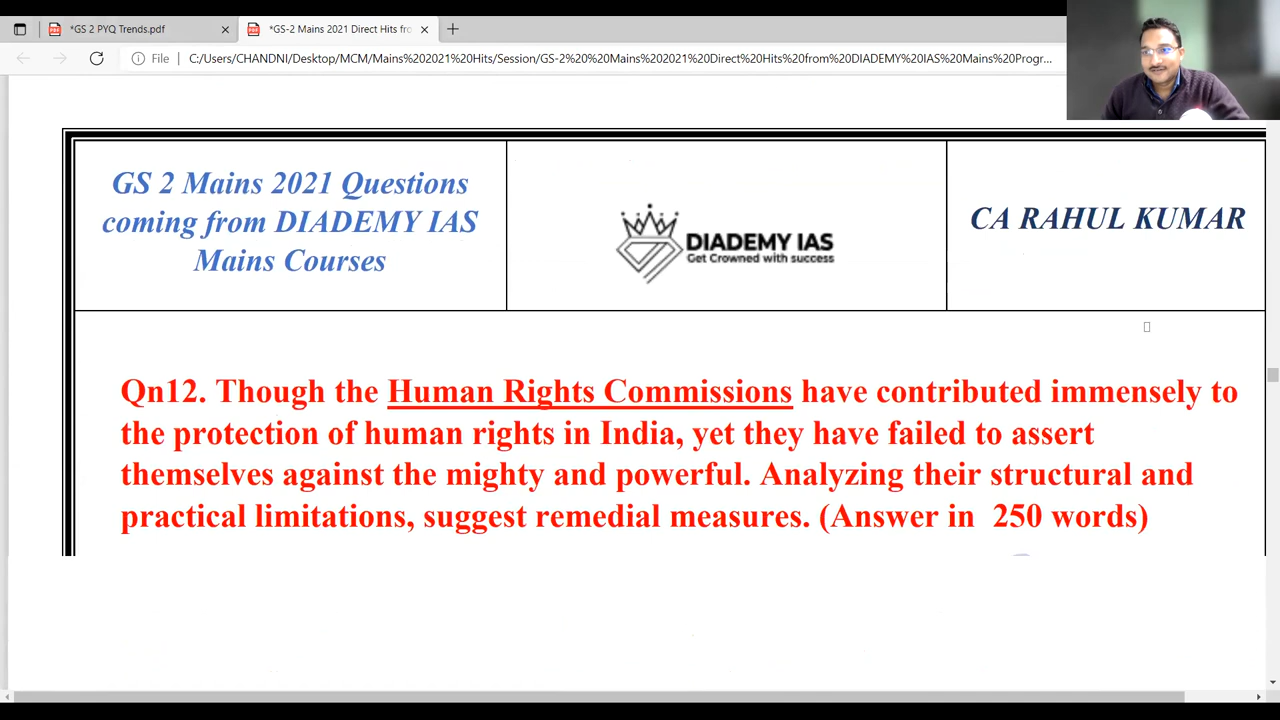 *GS 2 PYQ Trends.pdf
*GS-2 Mains 2021 Direct Hits fro
File
C:/Users/CHANDNI/Desktop/MCM/Mains%202021%20Hits/Session/GS-2%20%20Mains%202021%20Direct%20Hits%20from%20DIADEMY%20IAS%20Mains%20Progr...
GS 2 Mains 2021 Questions
coming from DIADEMY IAS
Mains Courses
DIADEMY IAS
Get Crowned with success
CA RAHUL KUMAR
Qn12. Though the Human Rights Commissions have contributed immensely to
the protection of human rights in India, yet they have failed to assert
themselves against the mighty and powerful. Analyzing their structural and
practical limitations, suggest remedial measures. (Answer in 250 words)